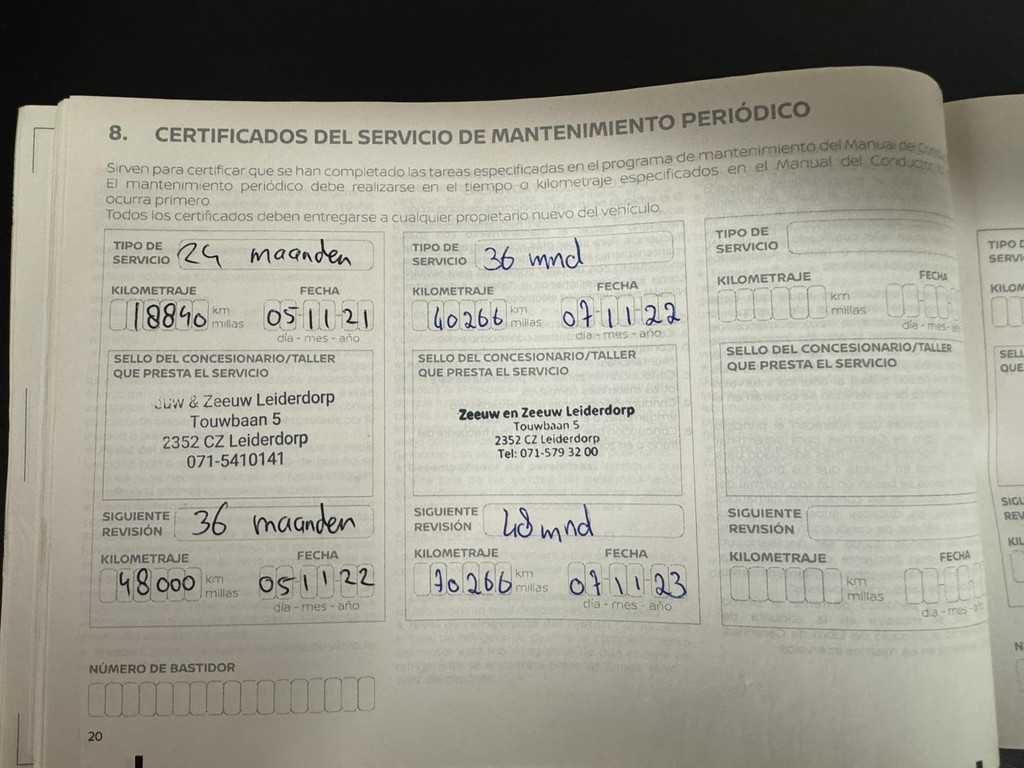 8. CERTIFICADOS DEL SERVICIO DE MANTENIMIENTO PERIÓDICO
Sirven para certificar que se han completado las tareas especificadas en el programa de mantenimiento del Manual del
El mantenimiento periódico debe realizarse en el tiempo o kilometraje especificados en el Manual del Conductor,
ocurra primero.
Todos los certificados deben entregarse a cualquier propietario nuevo del vehículo.
TIPO DE
SERVICIO 24 maanden
KILOMETRAJE FECHA
18840 km
millas 05 11 21
día - mes - año
SELLO DEL CONCESIONARIO/TALLER
QUE PRESTA EL SERVICIO
& Zeeuw Leiderdorp
Touwbaan 5
2352 CZ Leiderdorp
071-5410141
SIGUIENTE
REVISIÓN 36 maanden
KILOMETRAJE FECHA
48000 km
millas 05 11 22
día - mes - año
TIPO DE
SERVICIO 36 mnd
KILOMETRAJE FECHA
40266 km
millas 07 11 22
día - mes - año
SELLO DEL CONCESIONARIO/TALLER
QUE PRESTA EL SERVICIO
Zeeuw en Zeeuw Leiderdorp
Touwbaan 5
2352 CZ Leiderdorp
Tel: 071-579 32 00
SIGUIENTE
REVISIÓN 48 mnd
KILOMETRAJE FECHA
70266 km
millas 07 11 23
día - mes - año
TIPO DE
SERVICIO
KILOMETRAJE FECHA
km
millas
día - mes -
SELLO DEL CONCESIONARIO/TALLER
QUE PRESTA EL SERVICIO
SIGUIENTE
REVISIÓN
KILOMETRAJE FECHA
km
millas
día - mes -
NÚMERO DE BASTIDOR
20